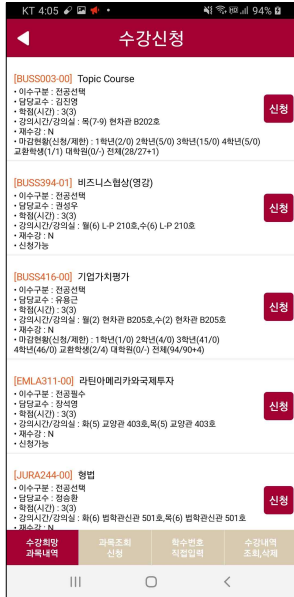 KT 4:05 94%
수강신청
[BUSS003-00] Topic Course
• 이수구분 : 전공선택
• 담당교수 : 김진영
• 학점(시간) : 3(3)
• 강의시간/강의실 : 목(7-9) 현차관 B202호
• 재수강 : N
• 마감현황(신청/제한) : 1학년(2/0) 2학년(5/0) 3학년(15/0) 4학년(5/0)
교환학생(1/1) 대학원(0/-) 전체(28/27+1)
신청
[BUSS394-01] 비즈니스협상(영강)
• 이수구분 : 전공선택
• 담당교수 : 권성우
• 학점(시간) : 3(3)
• 강의시간/강의실 : 월(6) L-P 210호,수(6) L-P 210호
• 재수강 : N
• 신청가능
신청
[BUSS416-00] 기업가치평가
• 이수구분 : 전공선택
• 담당교수 : 유용근
• 학점(시간) : 3(3)
• 강의시간/강의실 : 월(2) 현차관 B205호,수(2) 현차관 B205호
• 재수강 : N
• 마감현황(신청/제한) : 1학년(1/0) 2학년(4/0) 3학년(41/0)
4학년(46/0) 교환학생(2/4) 대학원(0/-) 전체(94/90+4)
신청
[EMLA311-00] 라틴아메리카와국제투자
• 이수구분 : 전공필수
• 담당교수 : 장석영
• 학점(시간) : 3(3)
• 강의시간/강의실 : 화(5) 교양관 403호,목(5) 교양관 403호
• 재수강 : N
• 신청가능
신청
[JURA244-00] 형법
• 이수구분 : 전공선택
• 담당교수 : 정승환
• 학점(시간) : 3(3)
• 강의시간/강의실 : 화(6) 법학관신관 501호,목(6) 법학관신관 501호
• 재수강 : N
신청
수강희망
과목내역
과목조회
신청
학수번호
직접입력
수강내역
조회,삭제